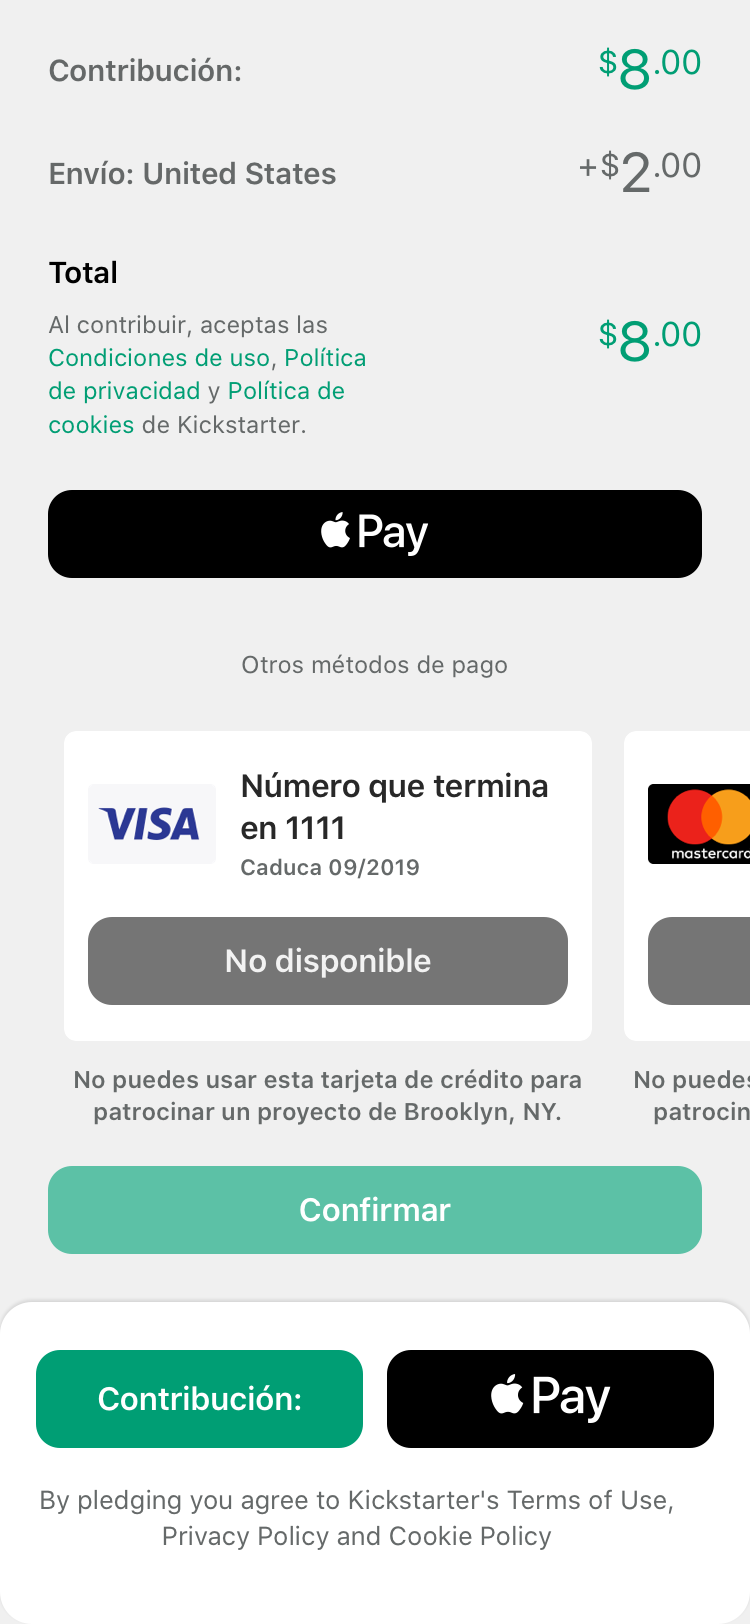 Contribución:
$8.00
Envío: United States
+$2.00
Total
Al contribuir, aceptas las
Condiciones de uso, Política
de privacidad y Política de
cookies de Kickstarter.
$8.00
Pay
Otros métodos de pago
VISA
Número que termina
en 1111
Caduca 09/2019
No disponible
No puedes usar esta tarjeta de crédito para
patrocinar un proyecto de Brooklyn, NY.
mastercard
No puedes
patrocin
Confirmar
Contribución:
Pay
By pledging you agree to Kickstarter's Terms of Use,
Privacy Policy and Cookie Policy